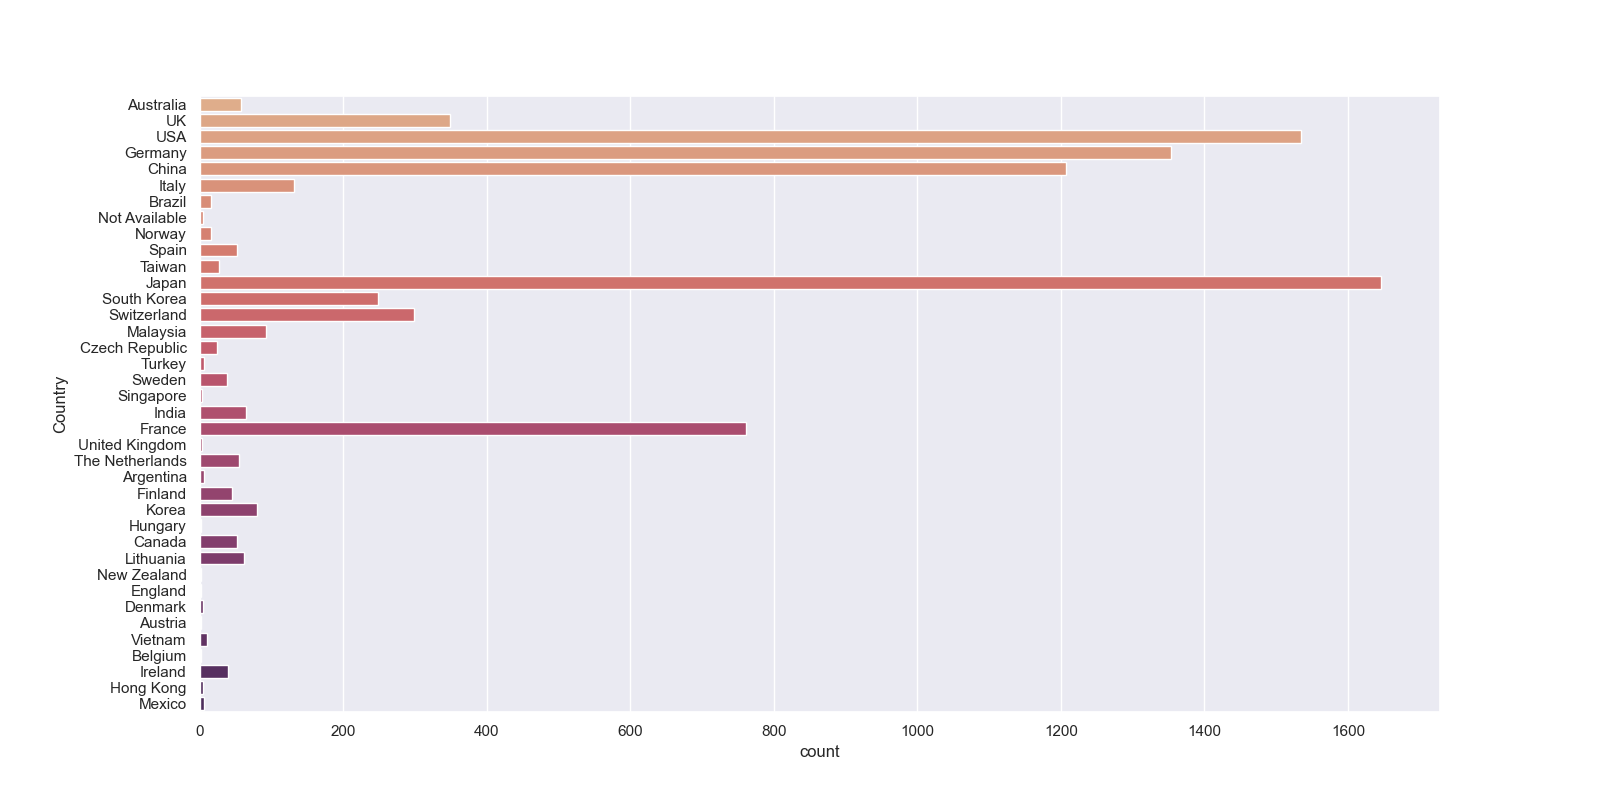 Australia
UK
USA
Germany
China
Italy
Brazil
Not Available
Norway
Spain
Taiwan
Japan
South Korea
Switzerland
Malaysia
Czech Republic
Turkey
Sweden
Singapore
India
France
United Kingdom
The Netherlands
Argentina
Finland
Korea
Hungary
Canada
Lithuania
New Zealand
England
Denmark
Austria
Vietnam
Belgium
Ireland
Hong Kong
Mexico
Country
0 200 400 600 800 1000 1200 1400 1600
count